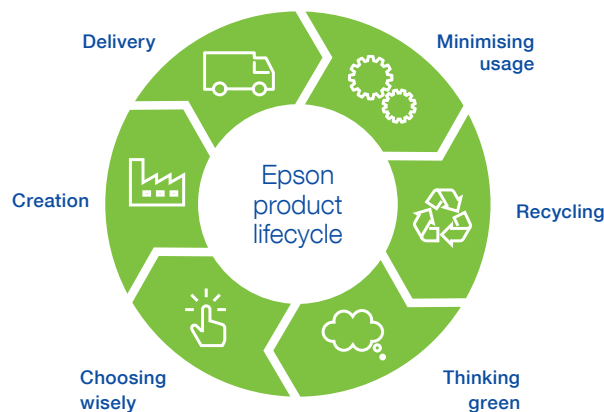 Delivery
Minimising
usage
Creation
Epson
product
lifecycle
Recycling
Choosing
wisely
Thinking
green